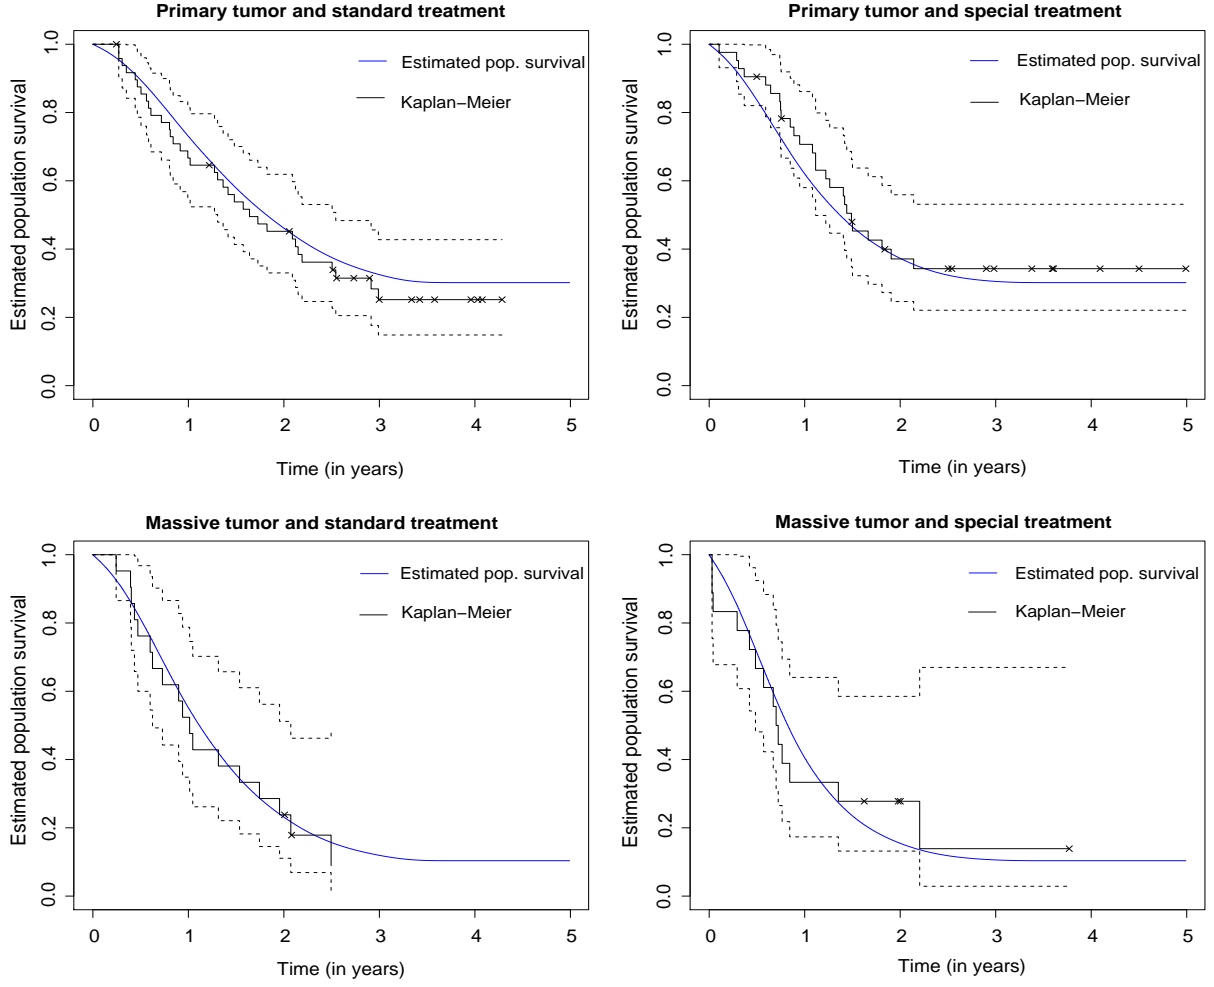 Primary tumor and standard treatment
Estimated population survival
0.0 0.2 0.4 0.6 0.8 1.0
Estimated pop. survival
Kaplan−Meier
0 1 2 3 4 5
Time (in years)
Primary tumor and special treatment
Estimated population survival
0.0 0.2 0.4 0.6 0.8 1.0
Estimated pop. survival
Kaplan−Meier
0 1 2 3 4 5
Time (in years)
Massive tumor and standard treatment
Estimated population survival
0.0 0.2 0.4 0.6 0.8 1.0
Estimated pop. survival
Kaplan−Meier
0 1 2 3 4 5
Time (in years)
Massive tumor and special treatment
Estimated population survival
0.0 0.2 0.4 0.6 0.8 1.0
Estimated pop. survival
Kaplan−Meier
0 1 2 3 4 5
Time (in years)